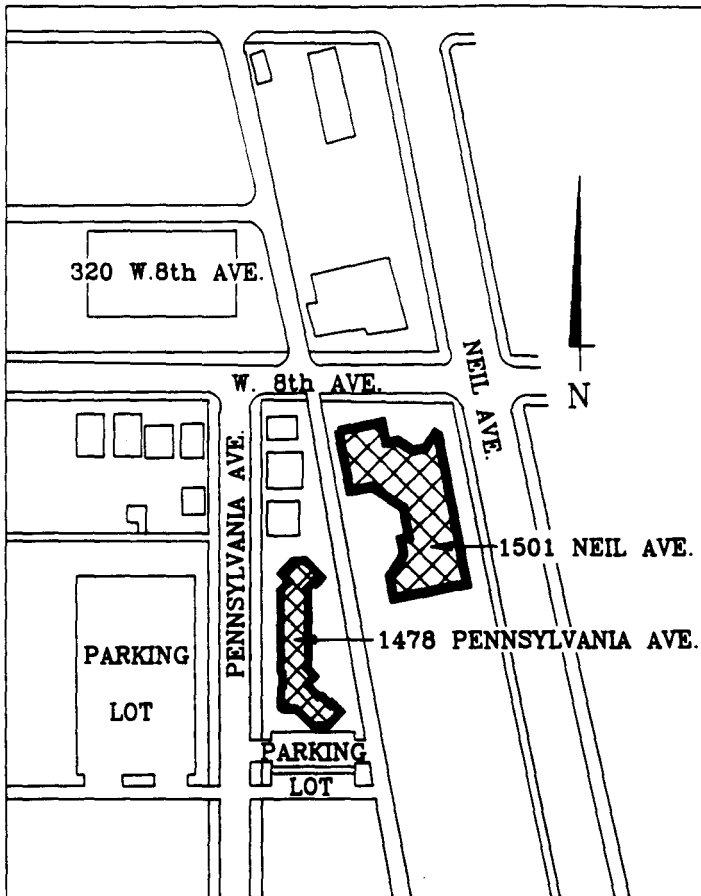 320 W.8th AVE.
NEIL AVE.
N
W. 8th AVE.
PENNSYLVANIA AVE.
1501 NEIL AVE.
1478 PENNSYLVANIA AVE.
PARKING
LOT
PARKING
LOT